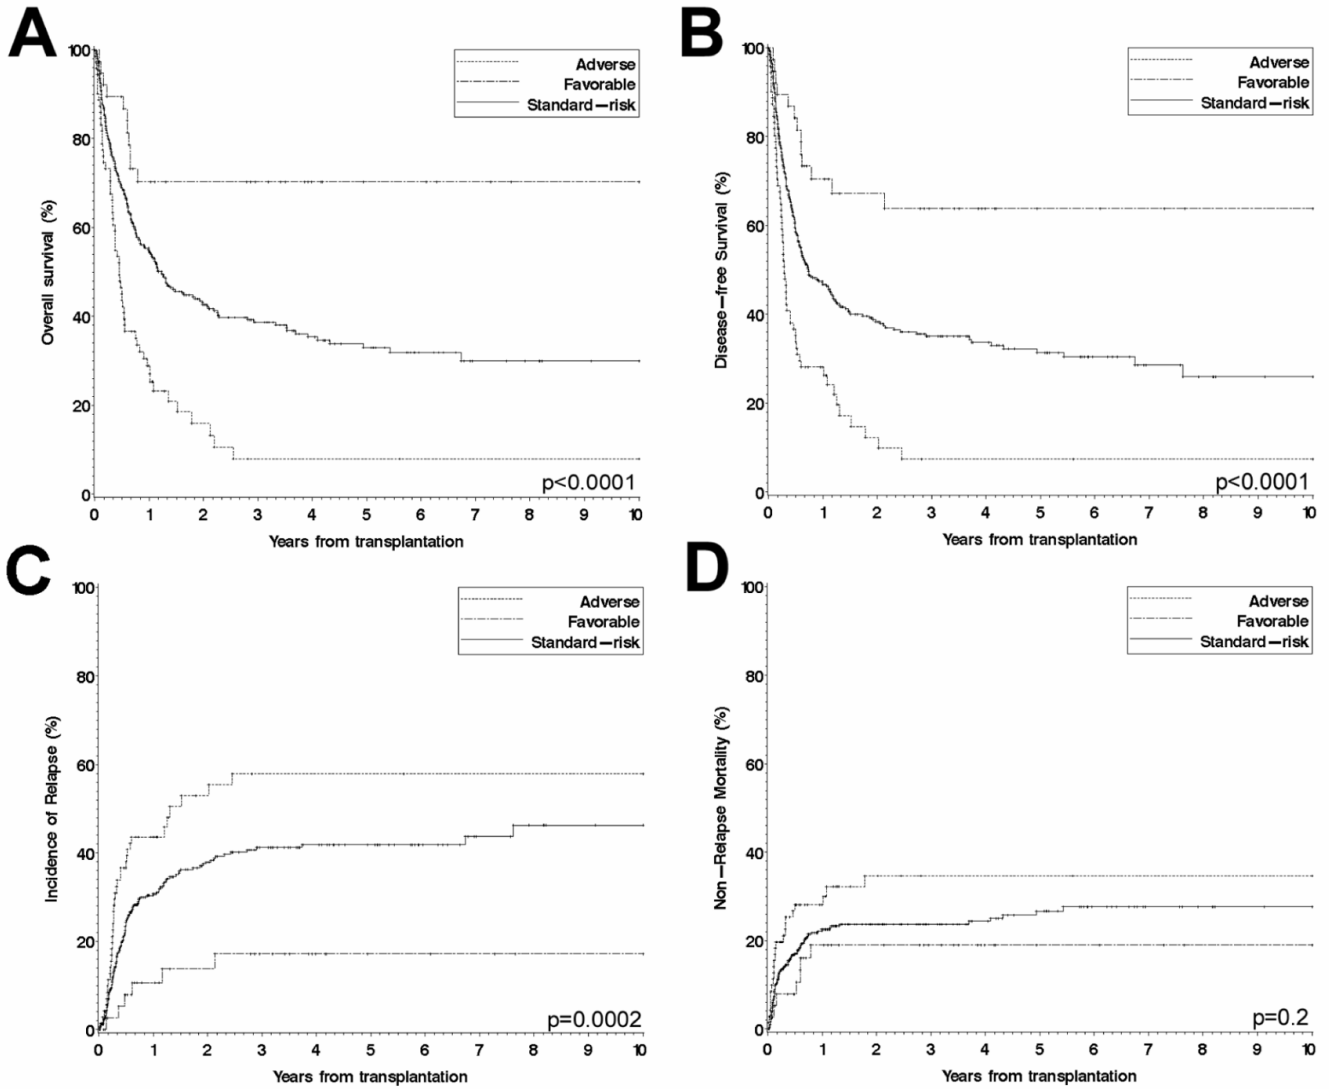 A
100
80
60
40
20
0
Overall survival (%)
Adverse
Favorable
Standard-risk
p<0.0001
0 1 2 3 4 5 6 7 8 9 10
Years from transplantation
B
100
80
60
40
20
0
Disease-free Survival (%)
Adverse
Favorable
Standard-risk
p<0.0001
0 1 2 3 4 5 6 7 8 9 10
Years from transplantation
C
100
80
60
40
20
0
Incidence of Relapse (%)
Adverse
Favorable
Standard-risk
p=0.0002
0 1 2 3 4 5 6 7 8 9 10
Years from transplantation
D
100
80
60
40
20
0
Non-Relapse Mortality (%)
Adverse
Favorable
Standard-risk
p=0.2
0 1 2 3 4 5 6 7 8 9 10
Years from transplantation